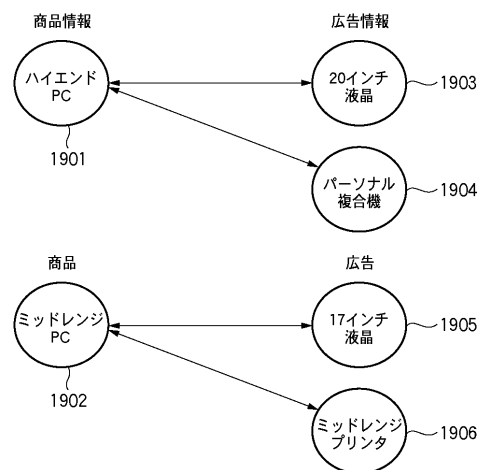 商品情報
広告情報
ハイエンド
PC
20インチ
液晶
1903
1901
パーソナル
複合機
1904
商品
広告
ミッドレンジ
PC
17インチ
液晶
1905
1902
ミッドレンジ
プリンタ
1906